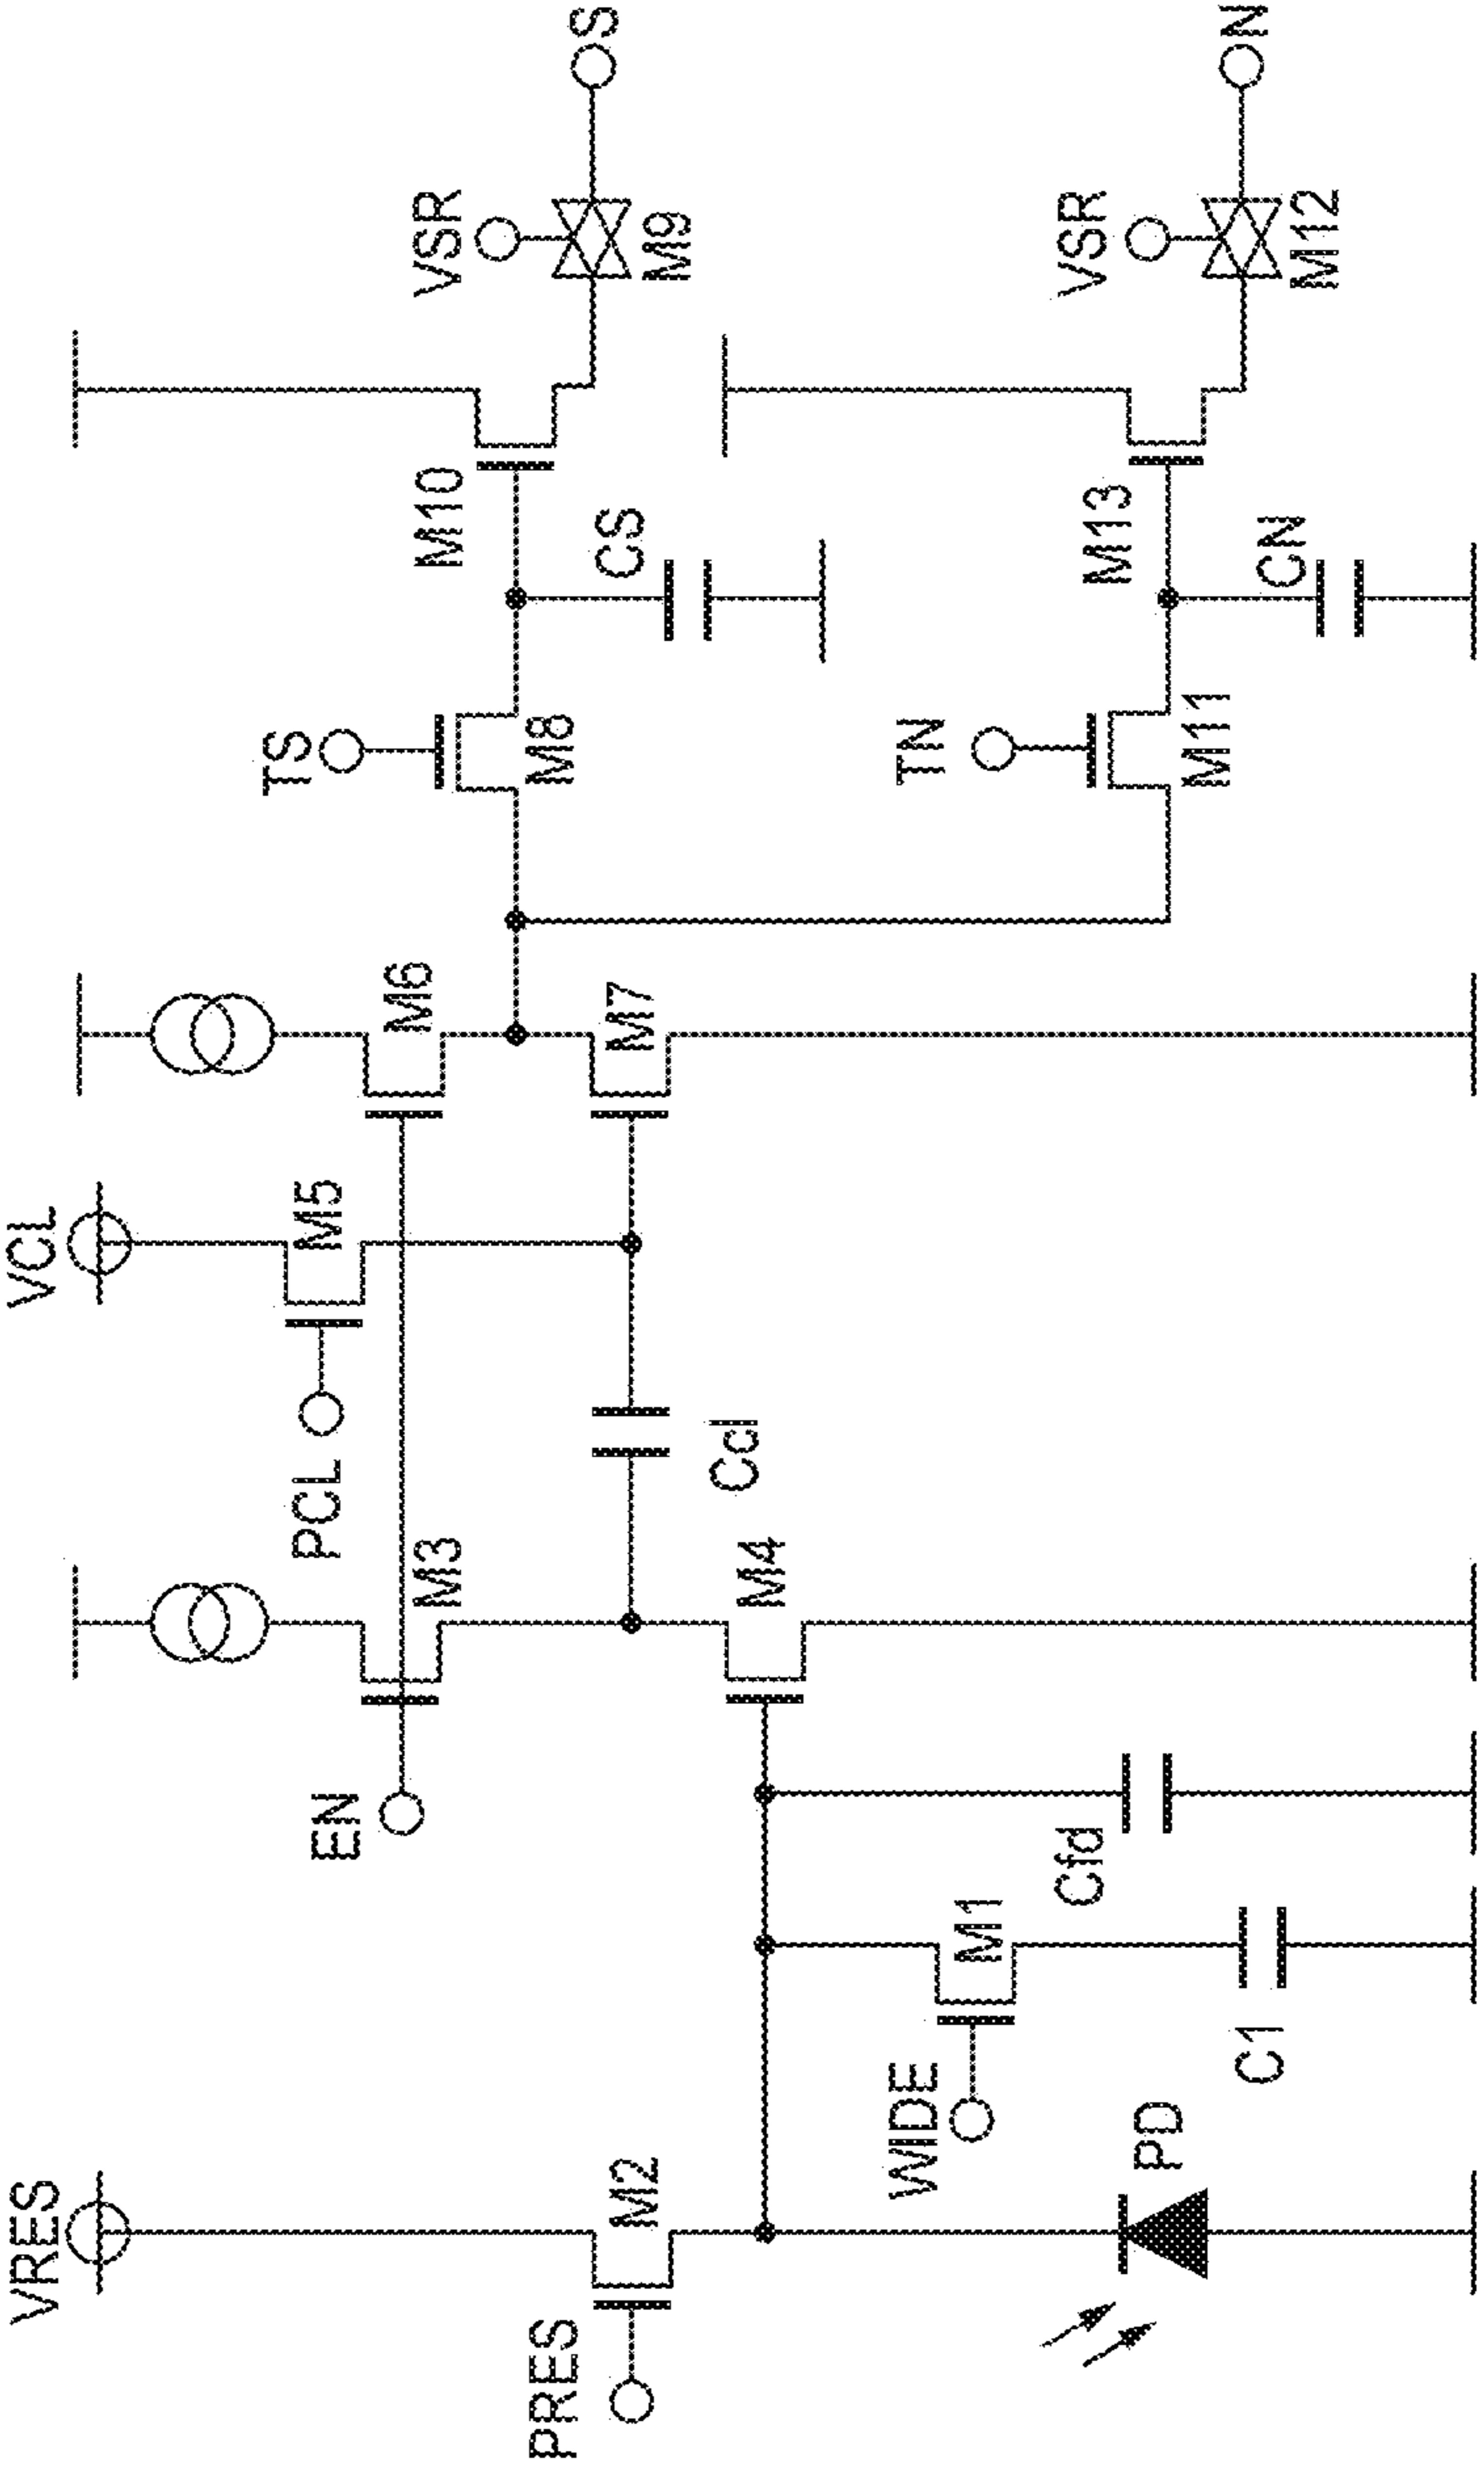 VRES
PRES
M2
PD
WIDE
M1
C1
Cfd
EN
M3
M4
Ccl
PCL
VCL
M5
M6
M7
TS
M8
TN
M11
M10
CS
M13
CN
VSR
M9
S
VSR
M12
N